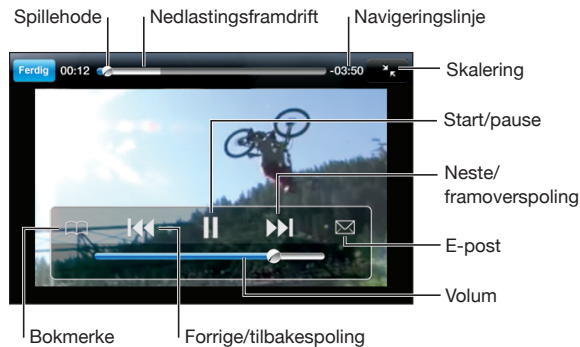 Spillehode
Nedlastingsframdrift
Navigeringslinje
Ferdig
00:12
-03:50
Skalering
Start/pause
Neste/
framoverspoling
E-post
Volum
Bokmerke
Forrige/tilbakespoling